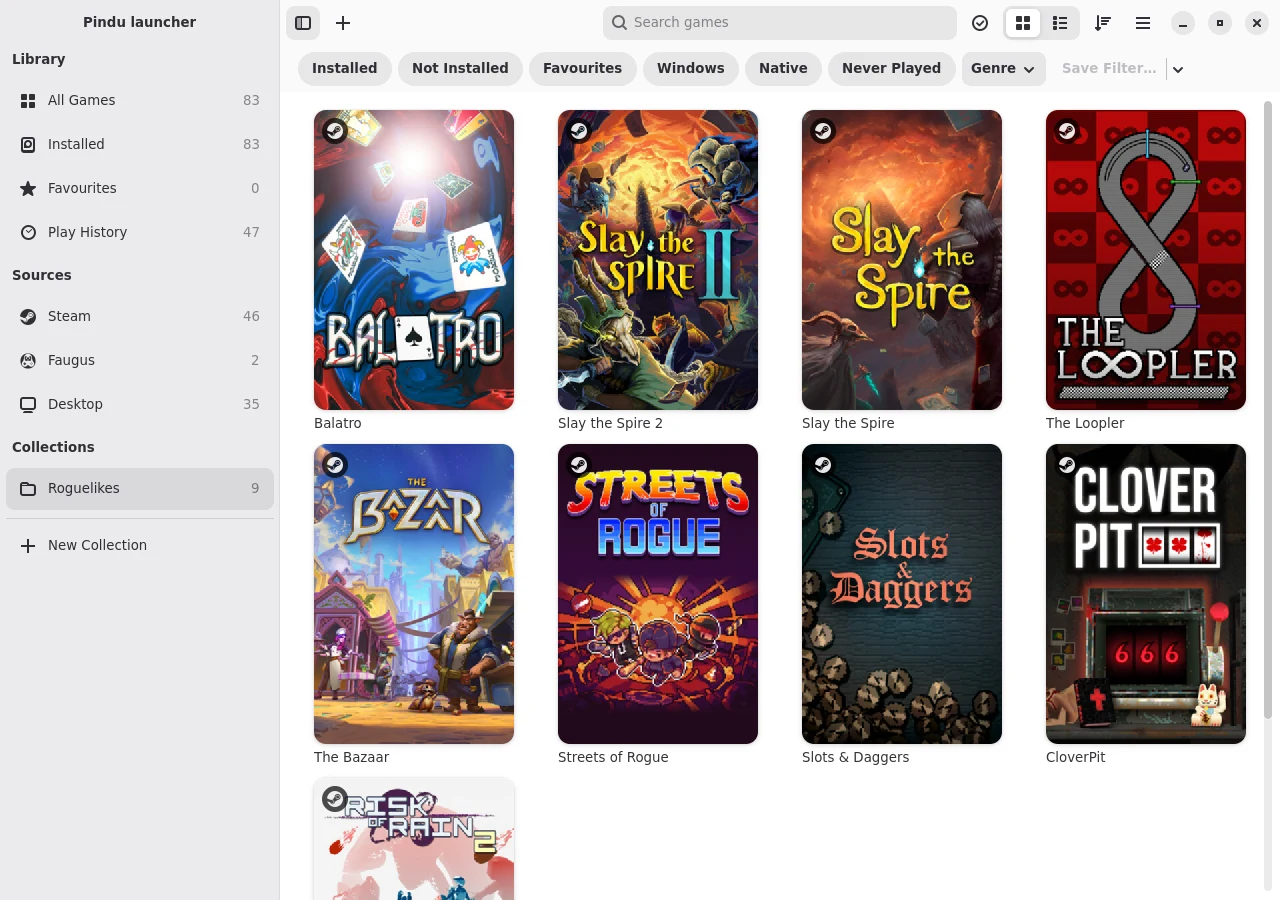 Pindu launcher
Search games
Library
All Games 83
Installed 83
Favourites 0
Play History 47
Sources
Steam 46
Faugus 2
Desktop 35
Collections
Roguelikes 9
New Collection
Installed Not Installed Favourites Windows Native Never Played Genre Save Filter...
BALATRO
JOKER
Slay the
SPIRE II
Slay
the
Spire
THE
LOOPLER
Balatro
Slay the Spire 2
Slay the Spire
The Loopler
THE
BAZAAR
STREETS
OF
ROGUE
Slots
&
Daggers
CLOVER
PIT
666
The Bazaar
Streets of Rogue
Slots & Daggers
CloverPit
RISK
OF RAIN
2